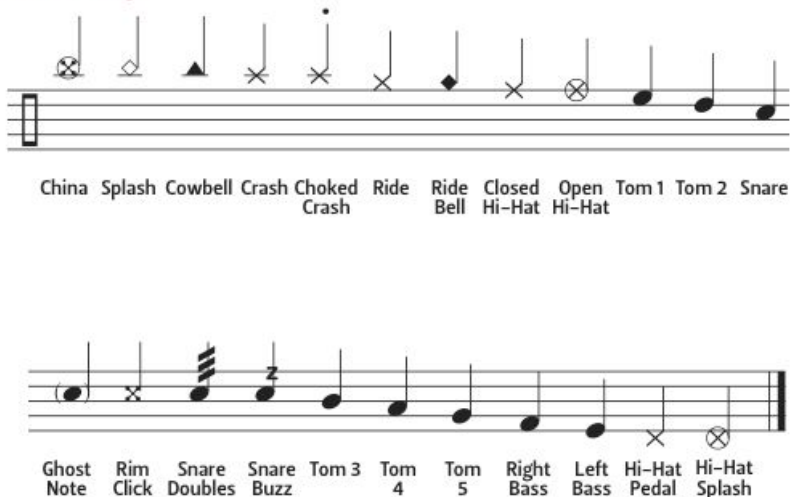 China Splash Cowbell Crash Choked Crash Ride Ride Bell Closed Hi-Hat Open Hi-Hat Tom 1 Tom 2 Snare
z
Ghost Note Rim Click Snare Doubles Snare Buzz Tom 3 Tom 4 Tom 5 Right Bass Left Bass Hi-Hat Pedal Hi-Hat Splash